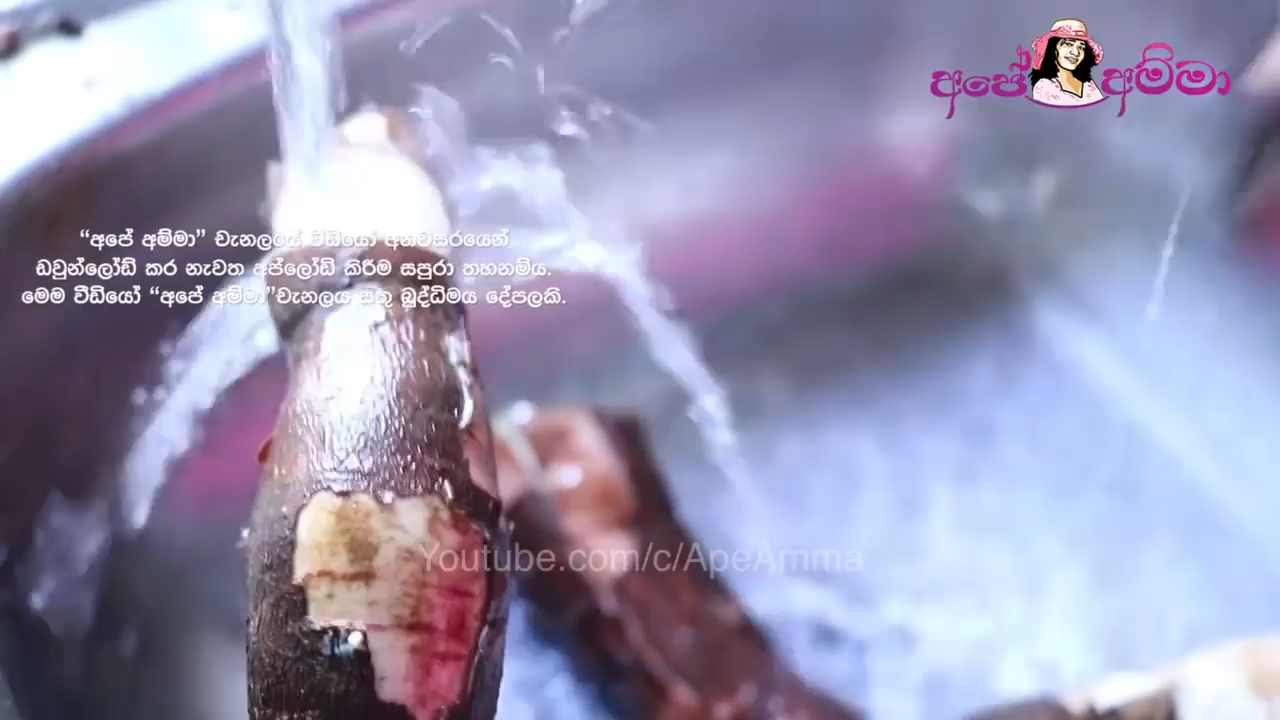 අපේ අම්මා
“අපේ අම්මා” චැනලයේ වීඩියෝ අනවසරයෙන්
ඩවුන්ලෝඩ් කර නැවත අප්ලෝඩ් කිරීම සපුරා තහනම්ය.
මෙම වීඩියෝ “අපේ අම්මා”චැනලය සතු බුද්ධිමය දේපලකි.
Youtube.com/c/ApeAmma